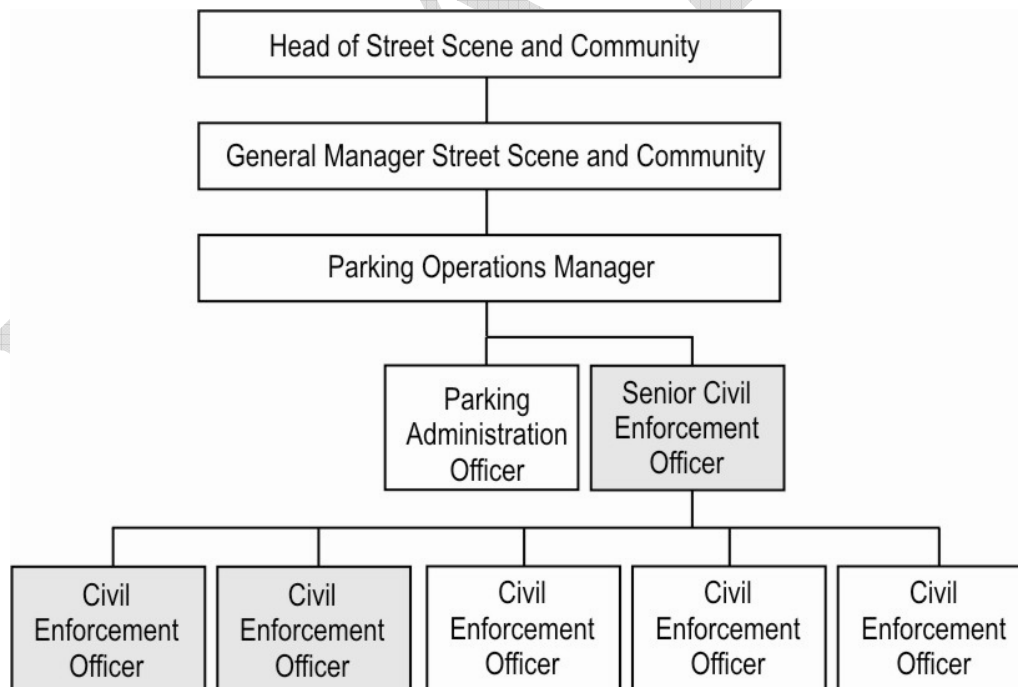 Head of Street Scene and Community
General Manager Street Scene and Community
Parking Operations Manager
Parking
Administration
Officer
Senior Civil
Enforcement
Officer
Civil
Enforcement
Officer
Civil
Enforcement
Officer
Civil
Enforcement
Officer
Civil
Enforcement
Officer
Civil
Enforcement
Officer